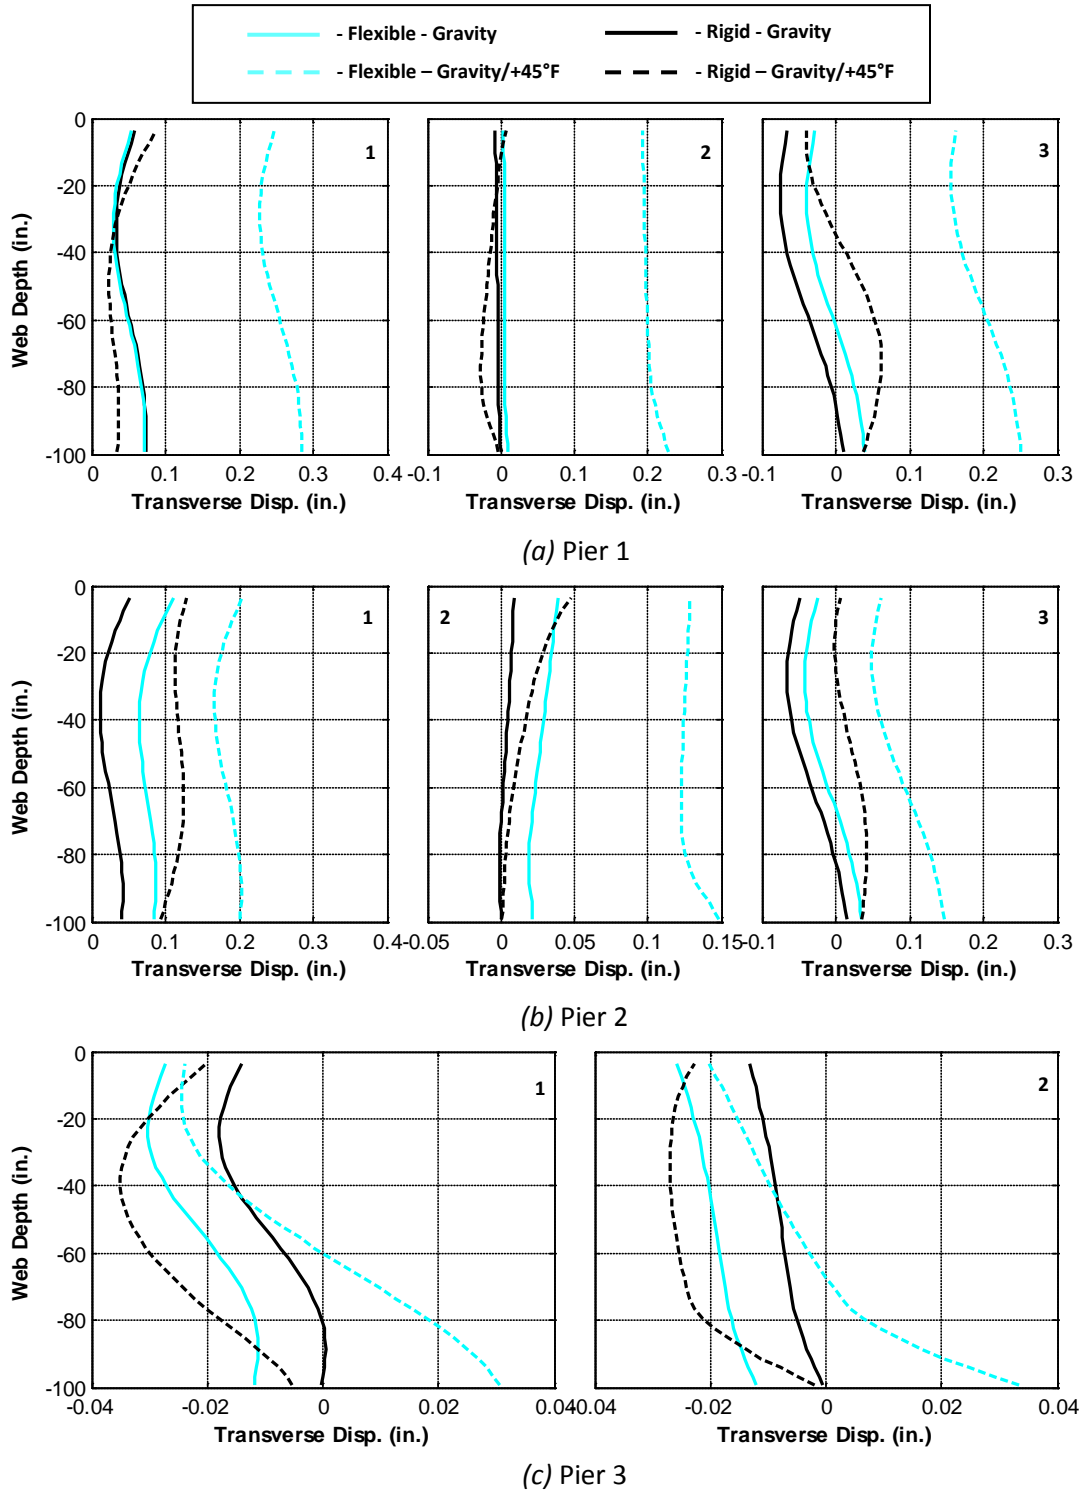 - Flexible - Gravity - Rigid - Gravity
- Flexible – Gravity/+45°F - Rigid – Gravity/+45°F
Web Depth (in.)
0
-20
-40
-60
-80
-100
1
2
3
0 0.1 0.2 0.3 0.4 -0.1 0 0.1 0.2 0.3 -0.1 0 0.1 0.2 0.3
Transverse Disp. (in.) Transverse Disp. (in.) Transverse Disp. (in.)
(a) Pier 1
Web Depth (in.)
0
-20
-40
-60
-80
-100
1
2
3
0 0.1 0.2 0.3 0.4 -0.05 0 0.05 0.1 0.15 -0.1 0 0.1 0.2 0.3
Transverse Disp. (in.) Transverse Disp. (in.) Transverse Disp. (in.)
(b) Pier 2
Web Depth (in.)
0
-20
-40
-60
-80
-100
1
2
-0.04 -0.02 0 0.02 0.04 -0.04 -0.02 0 0.02 0.04
Transverse Disp. (in.) Transverse Disp. (in.)
(c) Pier 3